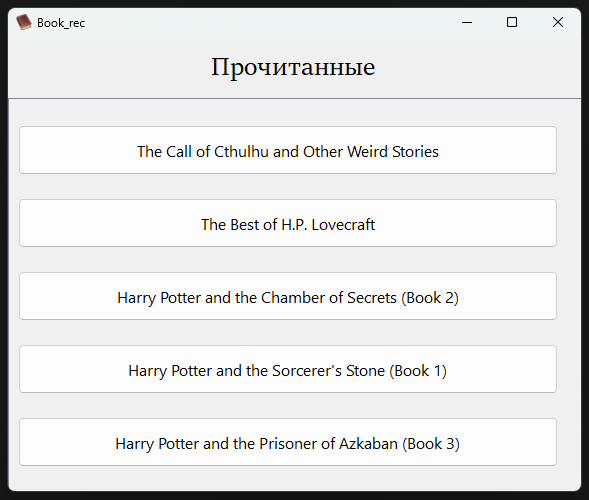 Book_rec
Прочитанные
The Call of Cthulhu and Other Weird Stories
The Best of H.P. Lovecraft
Harry Potter and the Chamber of Secrets (Book 2)
Harry Potter and the Sorcerer's Stone (Book 1)
Harry Potter and the Prisoner of Azkaban (Book 3)